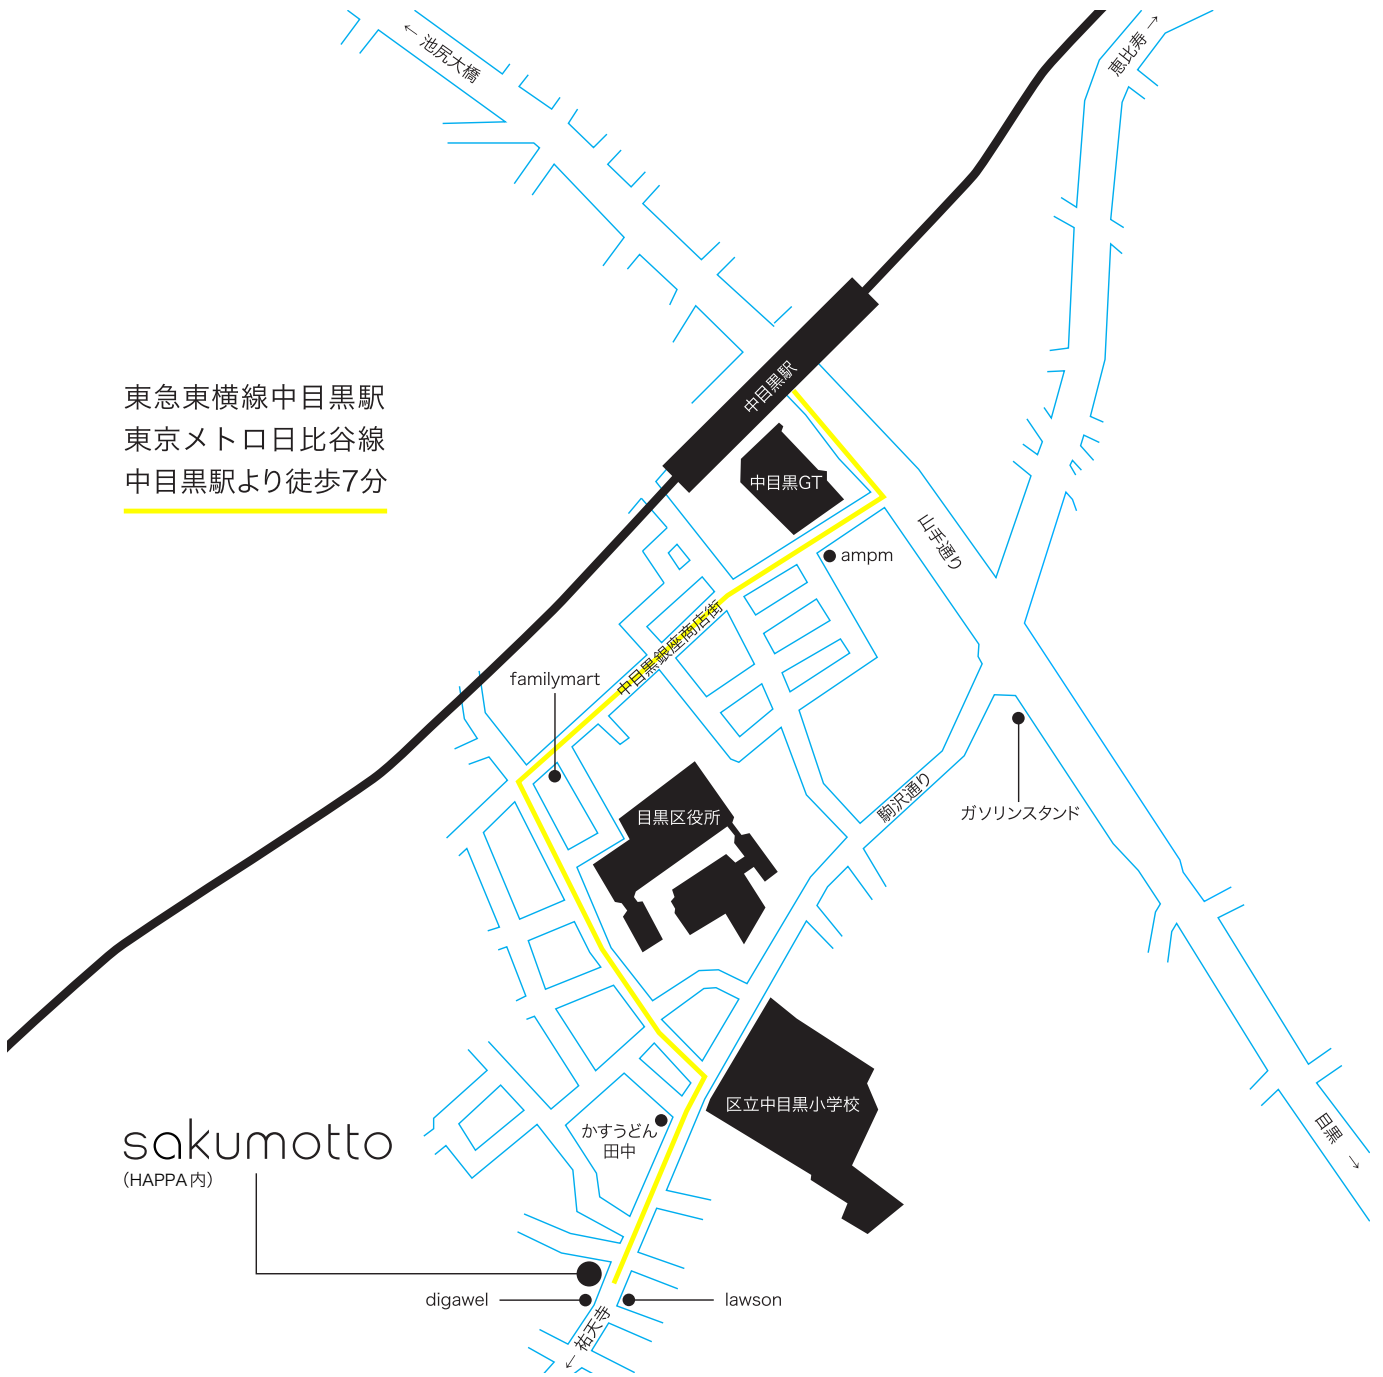 ← 池尻大橋
恵比寿 →
中目黒駅
東急東横線中目黒駅
東京メトロ日比谷線
中目黒駅より徒歩7分
中目黒GT
山手通り
ampm
中目黒銀座商店街
familymart
目黒区役所
駒沢通り
ガソリンスタンド
区立中目黒小学校
目黒 →
かすうどん
田中
sakumotto
（HAPPA 内）
digawel
lawson
← 祐天寺